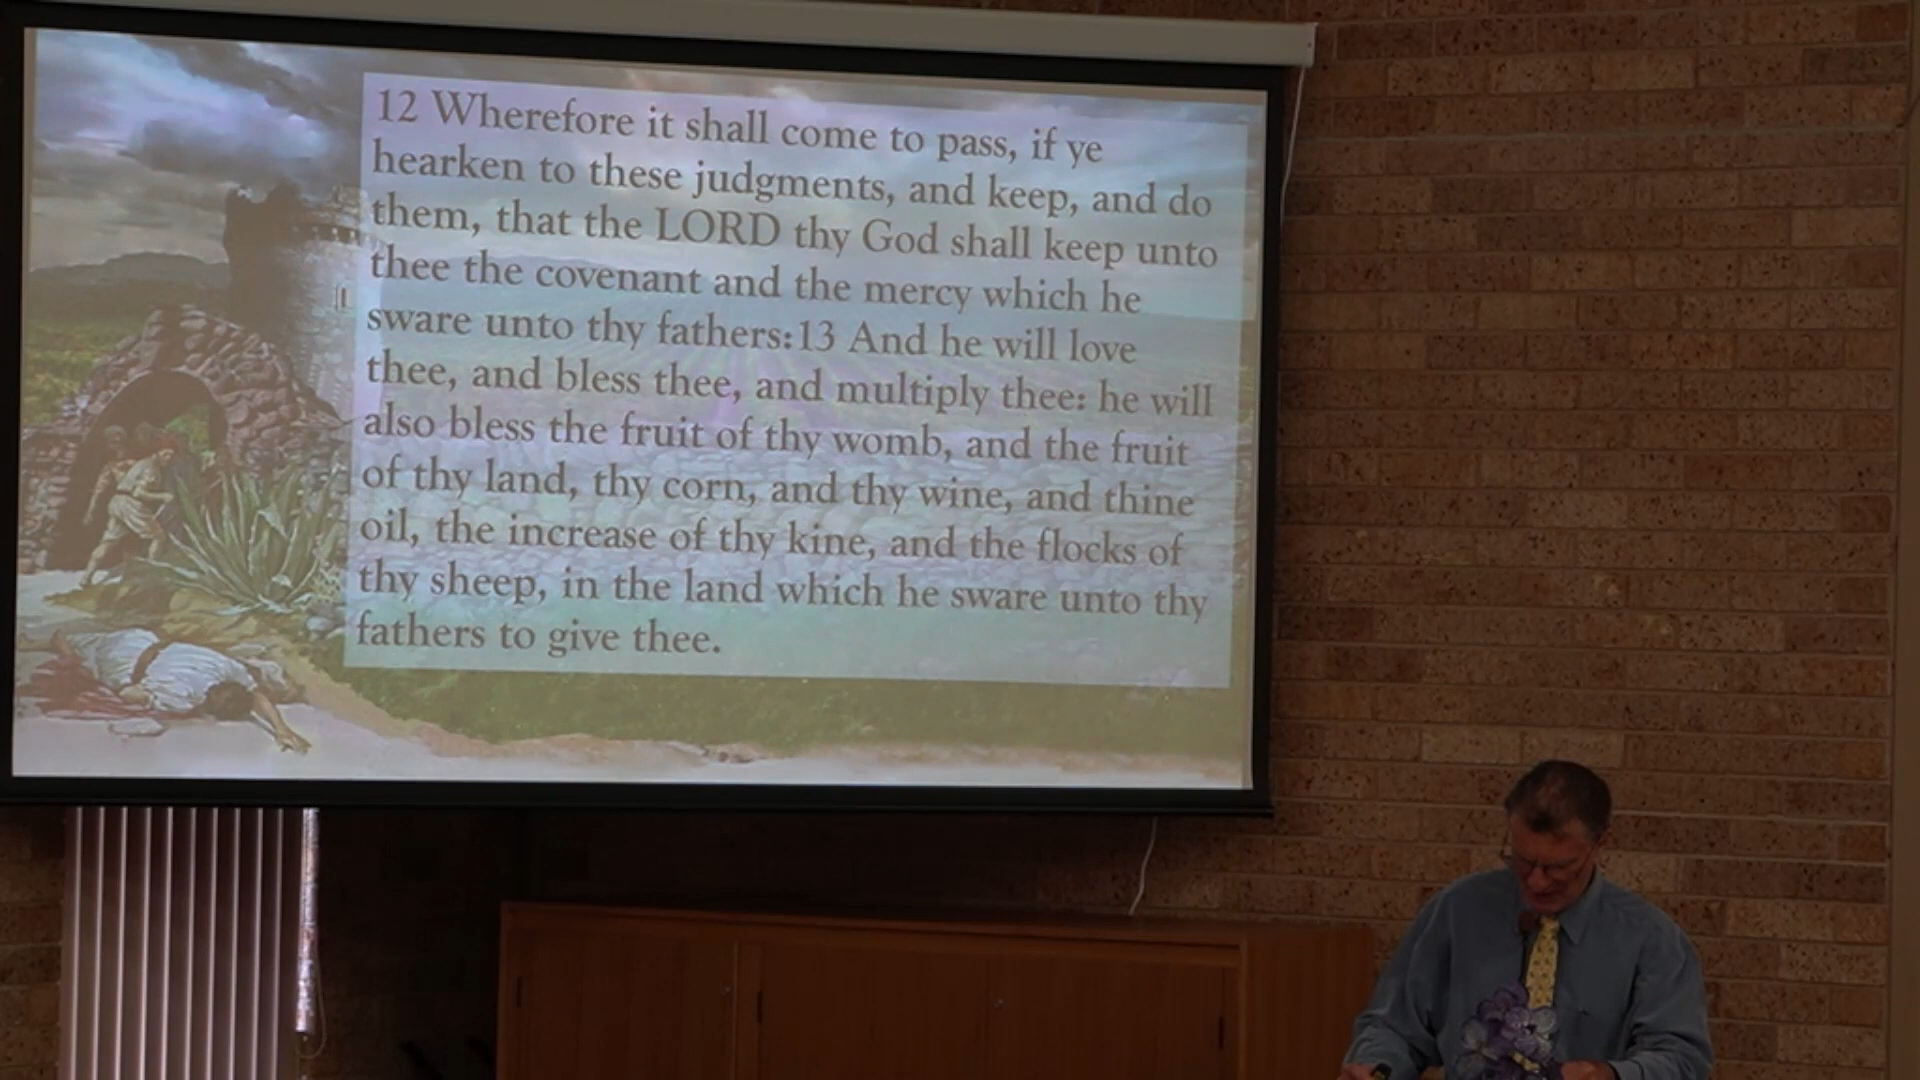 12 Wherefore it shall come to pass, if ye
hearken to these judgments, and keep, and do
them, that the LORD thy God shall keep unto
thee the covenant and the mercy which he
sware unto thy fathers:13 And he will love
thee, and bless thee, and multiply thee: he will
also bless the fruit of thy womb, and the fruit
of thy land, thy corn, and thy wine, and thine
oil, the increase of thy kine, and the flocks of
thy sheep, in the land which he sware unto thy
fathers to give thee.